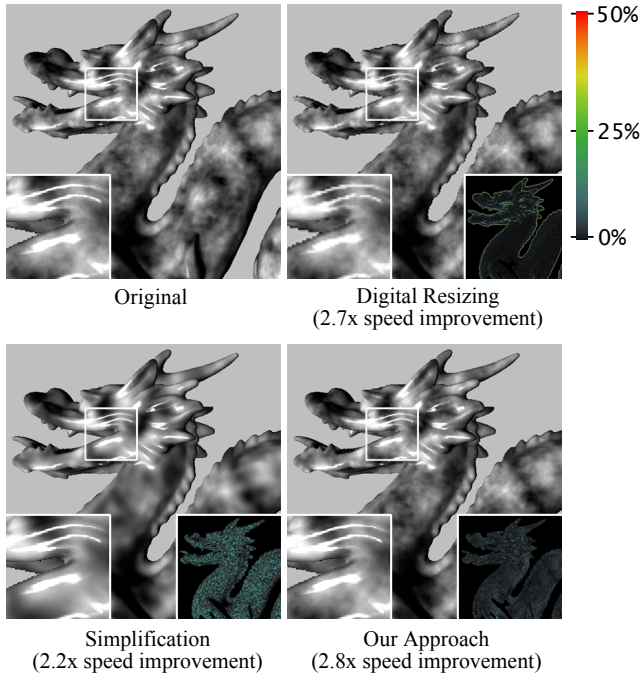 50%
25%
0%
Original
Digital Resizing
(2.7x speed improvement)
Simplification
(2.2x speed improvement)
Our Approach
(2.8x speed improvement)